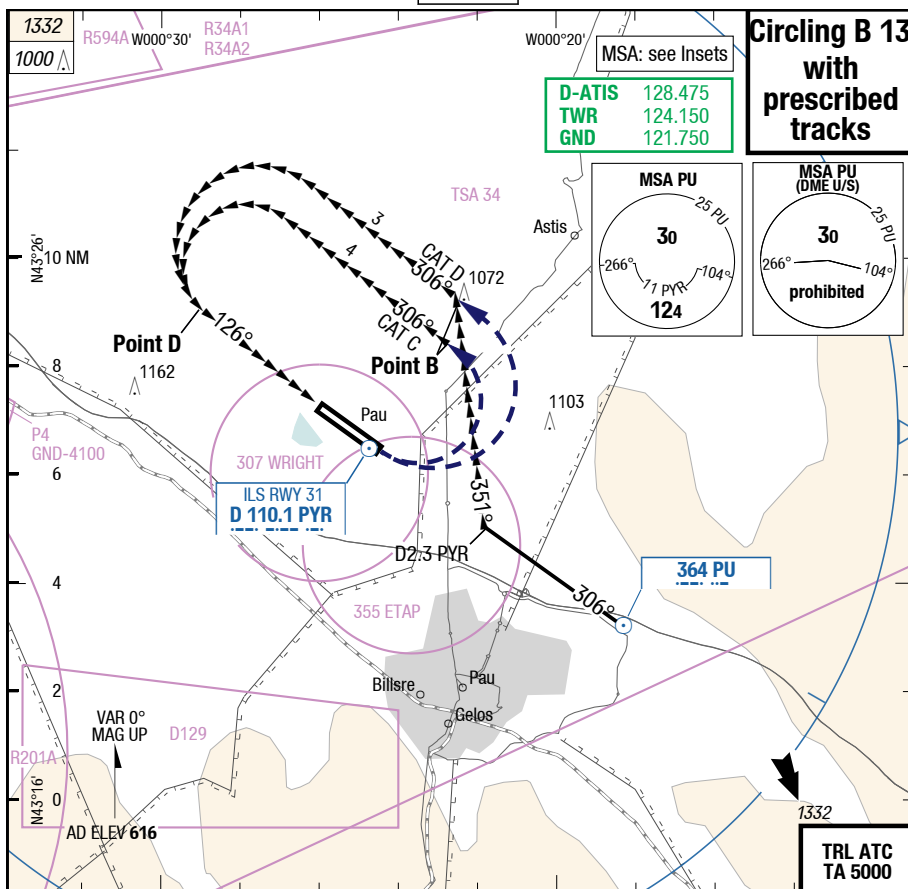 1332
1000
R594A
W000°30'
R34A1
R34A2
W000°20'
MSA: see Insets
Circling B 13
with
prescribed
tracks
D-ATIS 128.475
TWR 124.150
GND 121.750
MSA PU
25 PU
30
266°
104°
11 PYR
124
MSA PU
(DME U/S)
25 PU
30
266°
104°
prohibited
TSA 34
Astis
N43°26'
10 NM
3
4
CAT D
306°
1072
306°
CAT C
Point B
126°
Point D
8
1162
1103
Pau
P4
GND-4100
307 WRIGHT
6
ILS RWY 31
D 110.1 PYR
351°
D2.3 PYR
364 PU
306°
4
355 ETAP
Billsre
Pau
2
Gelos
VAR 0°
MAG UP
D129
R201A
N43°16'
0
1332
AD ELEV 616
TRL ATC
TA 5000